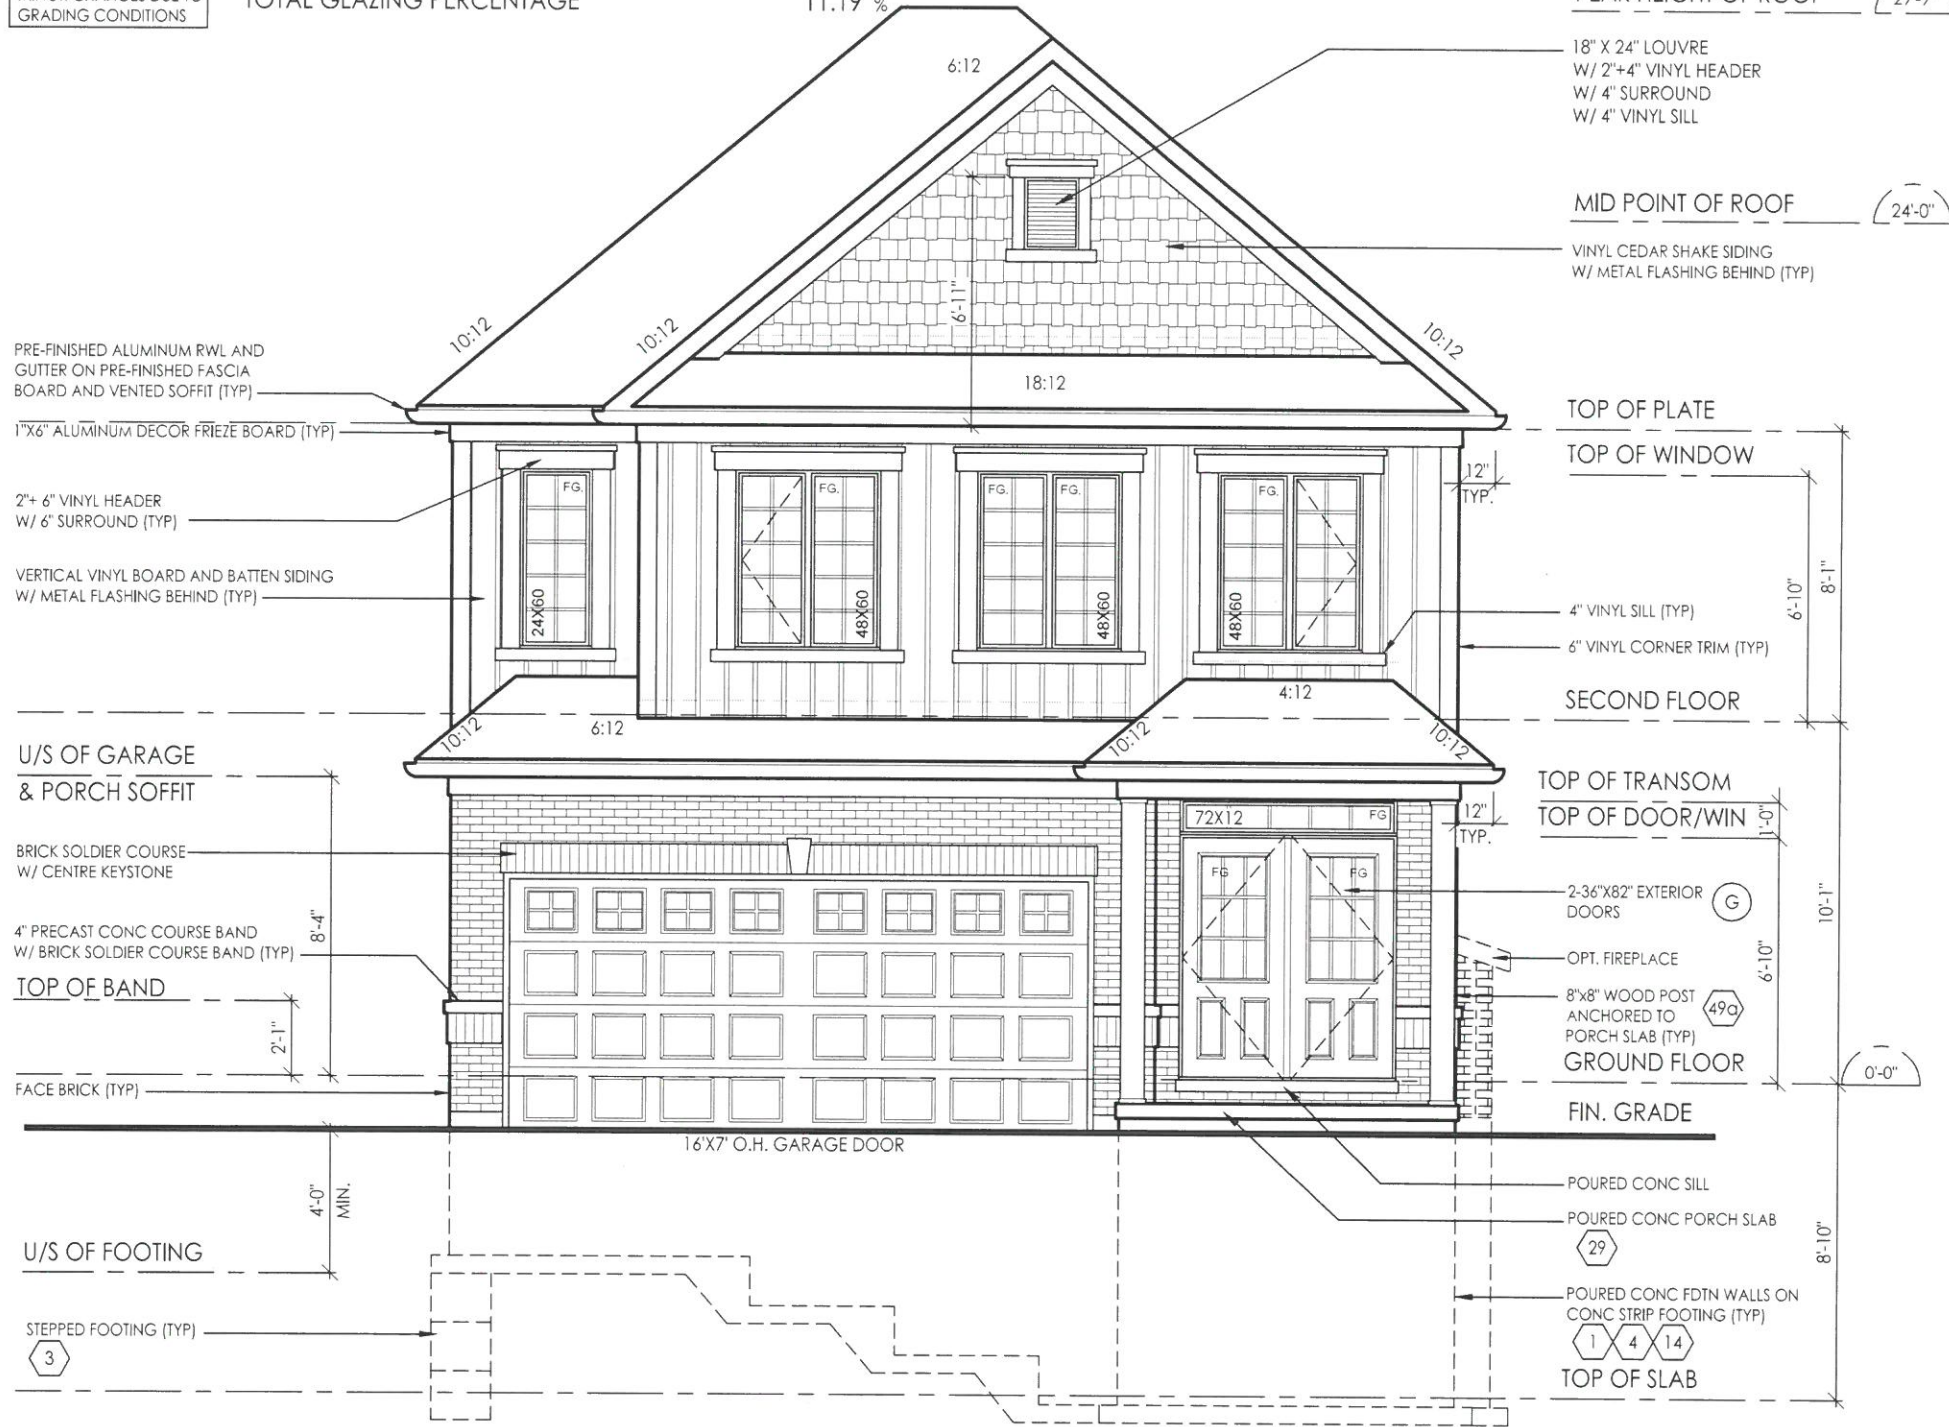 GRADING CONDITIONS
TOTAL GLAZING PERCENTAGE
11.19 %
18" X 24" LOUVRE
W/ 2"+4" VINYL HEADER
W/ 4" SURROUND
W/ 4" VINYL SILL
6:12
MID POINT OF ROOF
24'-0"
VINYL CEDAR SHAKE SIDING
W/ METAL FLASHING BEHIND (TYP)
6'-11"
10:12
10:12
10:12
18:12
PRE-FINISHED ALUMINUM RWL AND
GUTTER ON PRE-FINISHED FASCIA
BOARD AND VENTED SOFFIT (TYP)
1"X6" ALUMINUM DECOR FRIEZE BOARD (TYP)
TOP OF PLATE
TOP OF WINDOW
12"
TYP.
2"+ 6" VINYL HEADER
W/ 6" SURROUND (TYP)
FG.
FG.
FG.
FG.
FG.
VERTICAL VINYL BOARD AND BATTEN SIDING
W/ METAL FLASHING BEHIND (TYP)
24X60
48X60
48X60
48X60
6'-10"
8'-1"
4" VINYL SILL (TYP)
6" VINYL CORNER TRIM (TYP)
SECOND FLOOR
4:12
10:12
6:12
10:12
10:12
U/S OF GARAGE
& PORCH SOFFIT
TOP OF TRANSOM
TOP OF DOOR/WIN
1'-0"
72X12
FG
12"
TYP.
BRICK SOLDIER COURSE
W/ CENTRE KEYSTONE
FG
FG
2-36"X82" EXTERIOR
DOORS
G
8'-4"
10'-1"
4" PRECAST CONC COURSE BAND
W/ BRICK SOLDIER COURSE BAND (TYP)
OPT. FIREPLACE
6'-10"
TOP OF BAND
8"x8" WOOD POST
ANCHORED TO
PORCH SLAB (TYP)
49a
2'-1"
GROUND FLOOR
0'-0"
FACE BRICK (TYP)
FIN. GRADE
16'X7' O.H. GARAGE DOOR
4'-0"
MIN.
POURED CONC SILL
POURED CONC PORCH SLAB
29
U/S OF FOOTING
8'-10"
POURED CONC FDTN WALLS ON
CONC STRIP FOOTING (TYP)
1 4 14
STEPPED FOOTING (TYP)
3
TOP OF SLAB